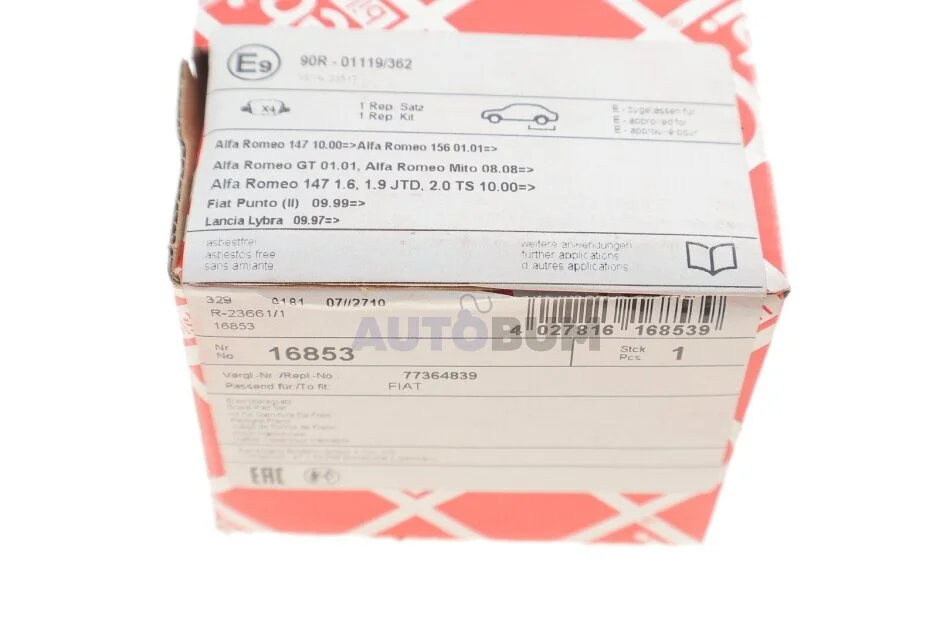 bil
E9
90R - 01119/362
X4
1 Rep. Satz
1 Rep. Kit
E - zugelassen für
E - approved for
E - approuvé pour
Alfa Romeo 147 10.00=>Alfa Romeo 156 01.01=>
Alfa Romeo GT 01.01, Alfa Romeo Mito 08.08=>
Alfa Romeo 147 1.6, 1.9 JTD, 2.0 TS 10.00=>
Fiat Punto (II) 09.99=>
Lancia Lybra 09.97=>
asbestfrei
asbestos free
sans amiante
weitere anwendungen
further applications
d autres applications
329 0181 07//2710
R-23661/1
16853
4 027816 168539
AUTOBUM
Nr
No
16853
Stck
Pcs
1
Vergl.-Nr. /Repl.-No. 77364839
Passend für/To fit: FIAT
EAC